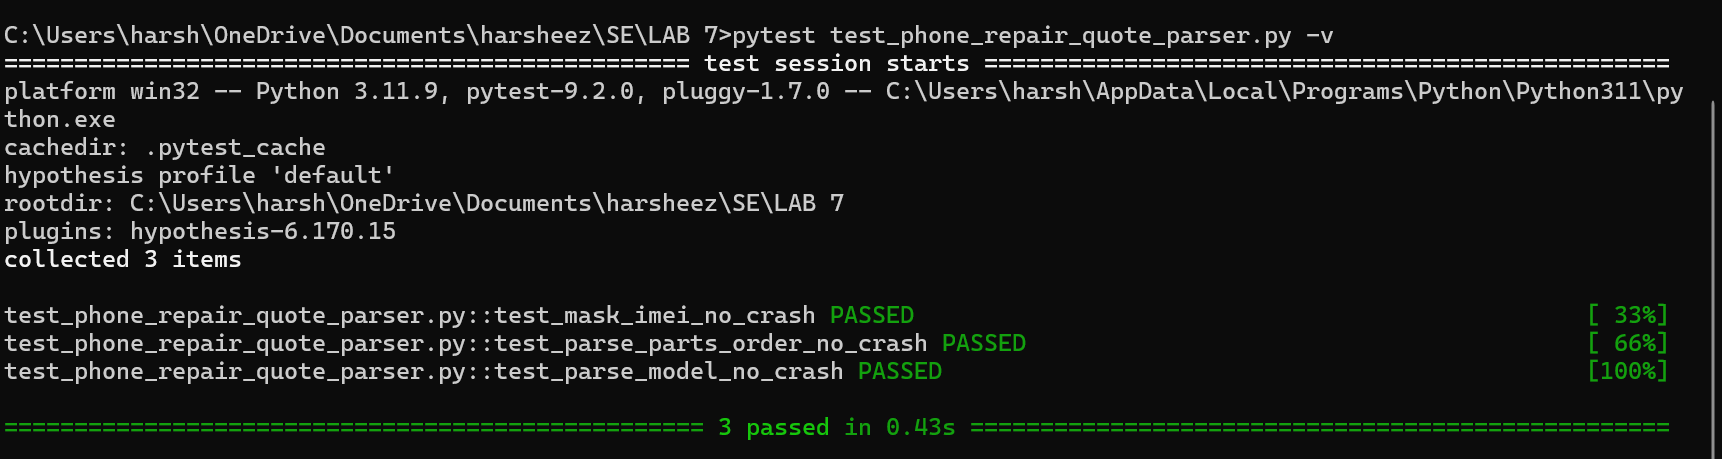 C:\Users\harsh\OneDrive\Documents\harsheez\SE\LAB 7>pytest test_phone_repair_quote_parser.py -v
================================================= test session starts =================================================
platform win32 -- Python 3.11.9, pytest-9.2.0, pluggy-1.7.0 -- C:\Users\harsh\AppData\Local\Programs\Python\Python311\py
thon.exe
cachedir: .pytest_cache
hypothesis profile 'default'
rootdir: C:\Users\harsh\OneDrive\Documents\harsheez\SE\LAB 7
plugins: hypothesis-6.170.15
collected 3 items
test_phone_repair_quote_parser.py::test_mask_imei_no_crash PASSED [ 33%]
test_phone_repair_quote_parser.py::test_parse_parts_order_no_crash PASSED [ 66%]
test_phone_repair_quote_parser.py::test_parse_model_no_crash PASSED [100%]
================================================== 3 passed in 0.43s ==================================================